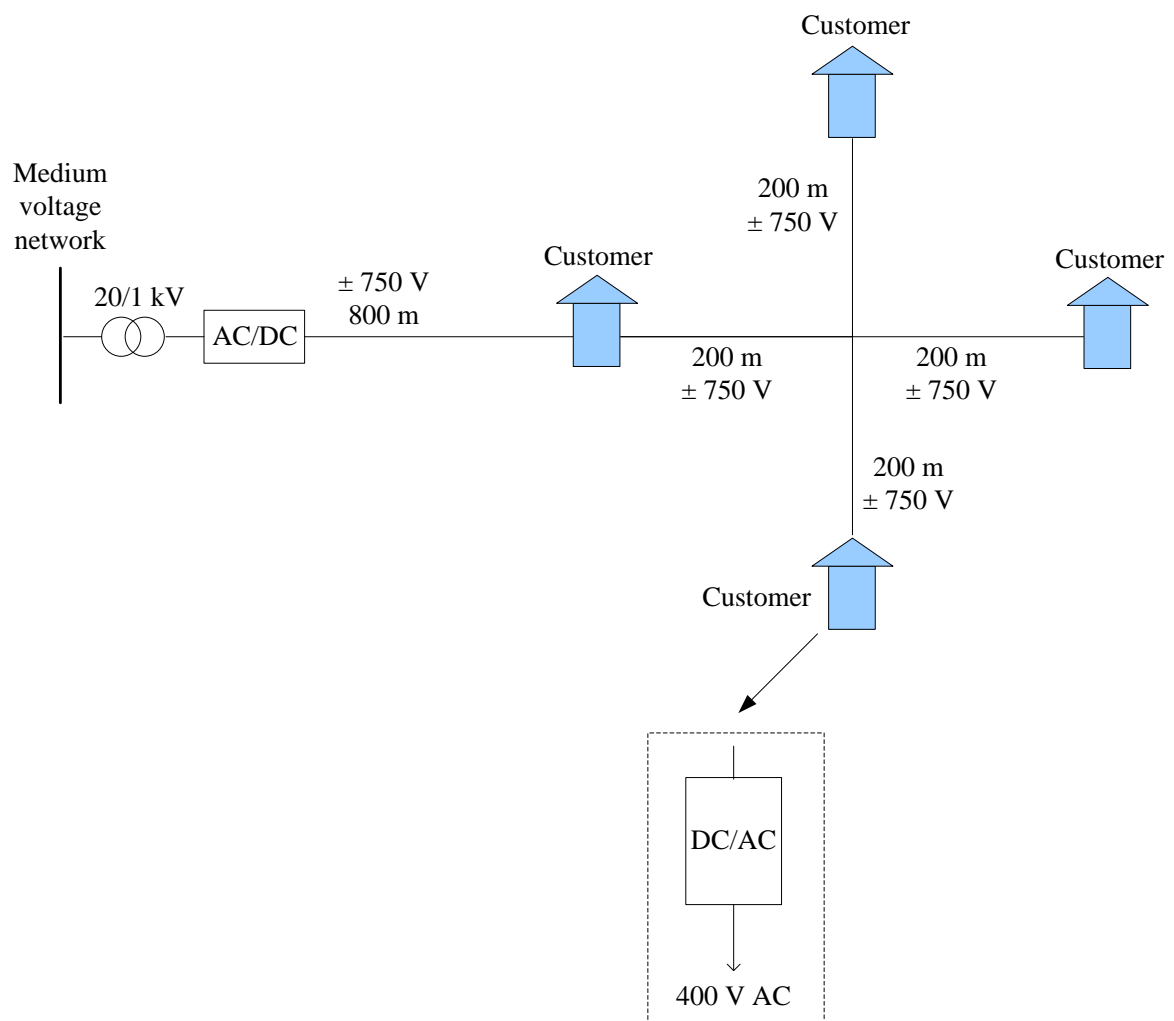 Customer
200 m
± 750 V
Medium
voltage
network
20/1 kV
AC/DC
± 750 V
800 m
Customer
200 m
± 750 V
200 m
± 750 V
Customer
200 m
± 750 V
Customer
DC/AC
400 V AC